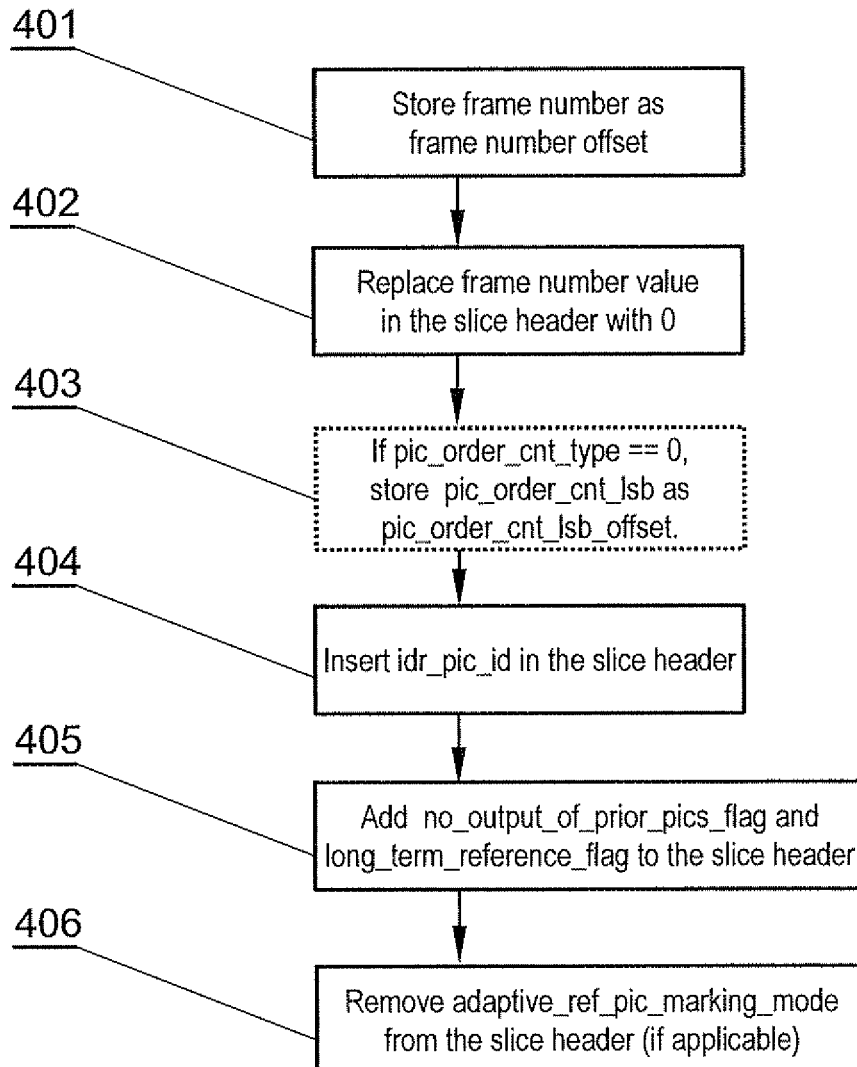 401
Store frame number as
frame number offset
402
Replace frame number value
in the slice header with 0
403
If pic_order_cnt_type == 0,
store pic_order_cnt_lsb as
pic_order_cnt_lsb_offset.
404
Insert idr_pic_id in the slice header
405
Add no_output_of_prior_pics_flag and
long_term_reference_flag to the slice header
406
Remove adaptive_ref_pic_marking_mode
from the slice header (if applicable)